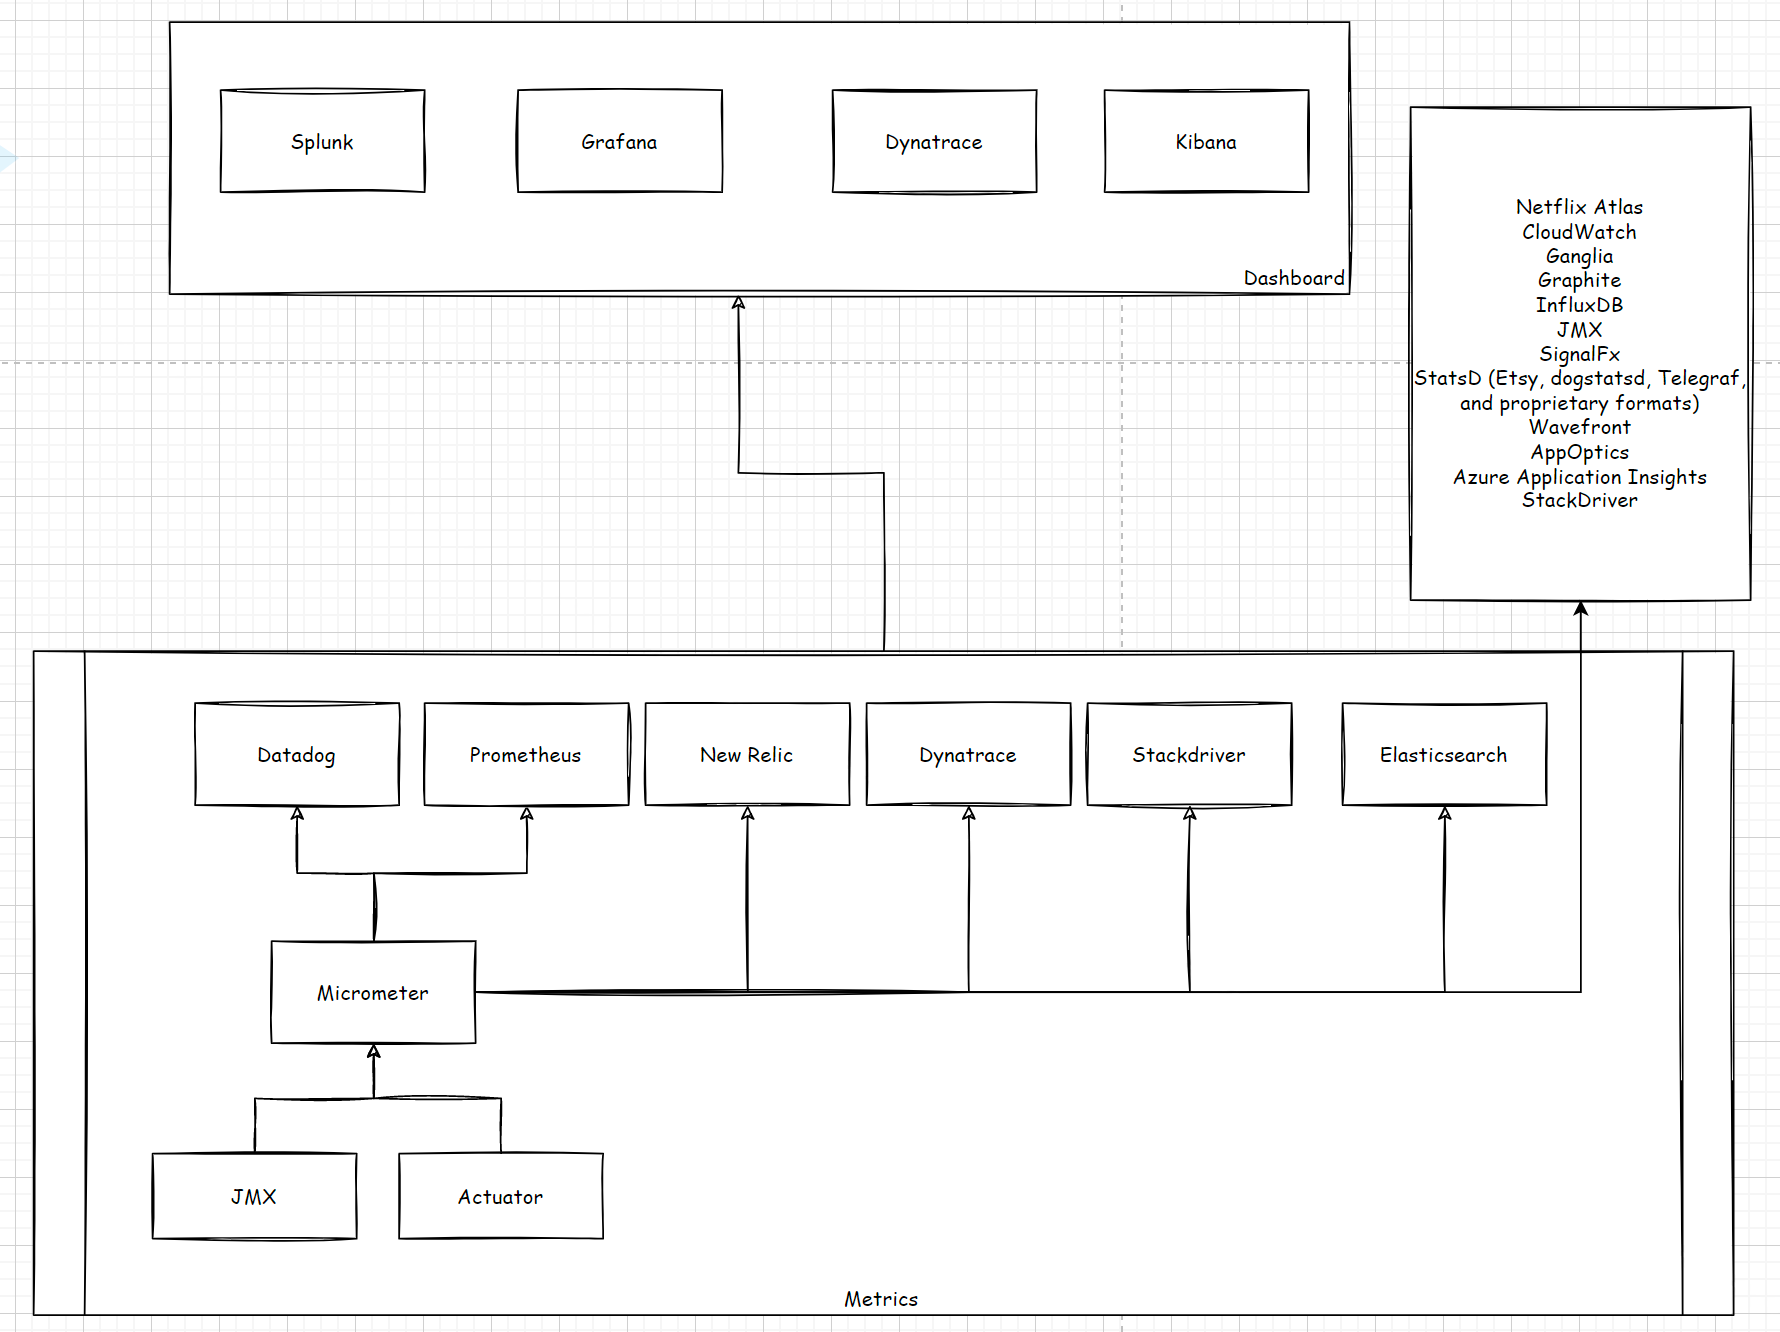 Splunk
Grafana
Dynatrace
Kibana
Dashboard
Netflix Atlas
CloudWatch
Ganglia
Graphite
InfluxDB
JMX
SignalFx
StatsD (Etsy, dogstatsd, Telegraf,
and proprietary formats)
Wavefront
AppOptics
Azure Application Insights
StackDriver
Datadog
Prometheus
New Relic
Dynatrace
Stackdriver
Elasticsearch
Micrometer
JMX
Actuator
Metrics